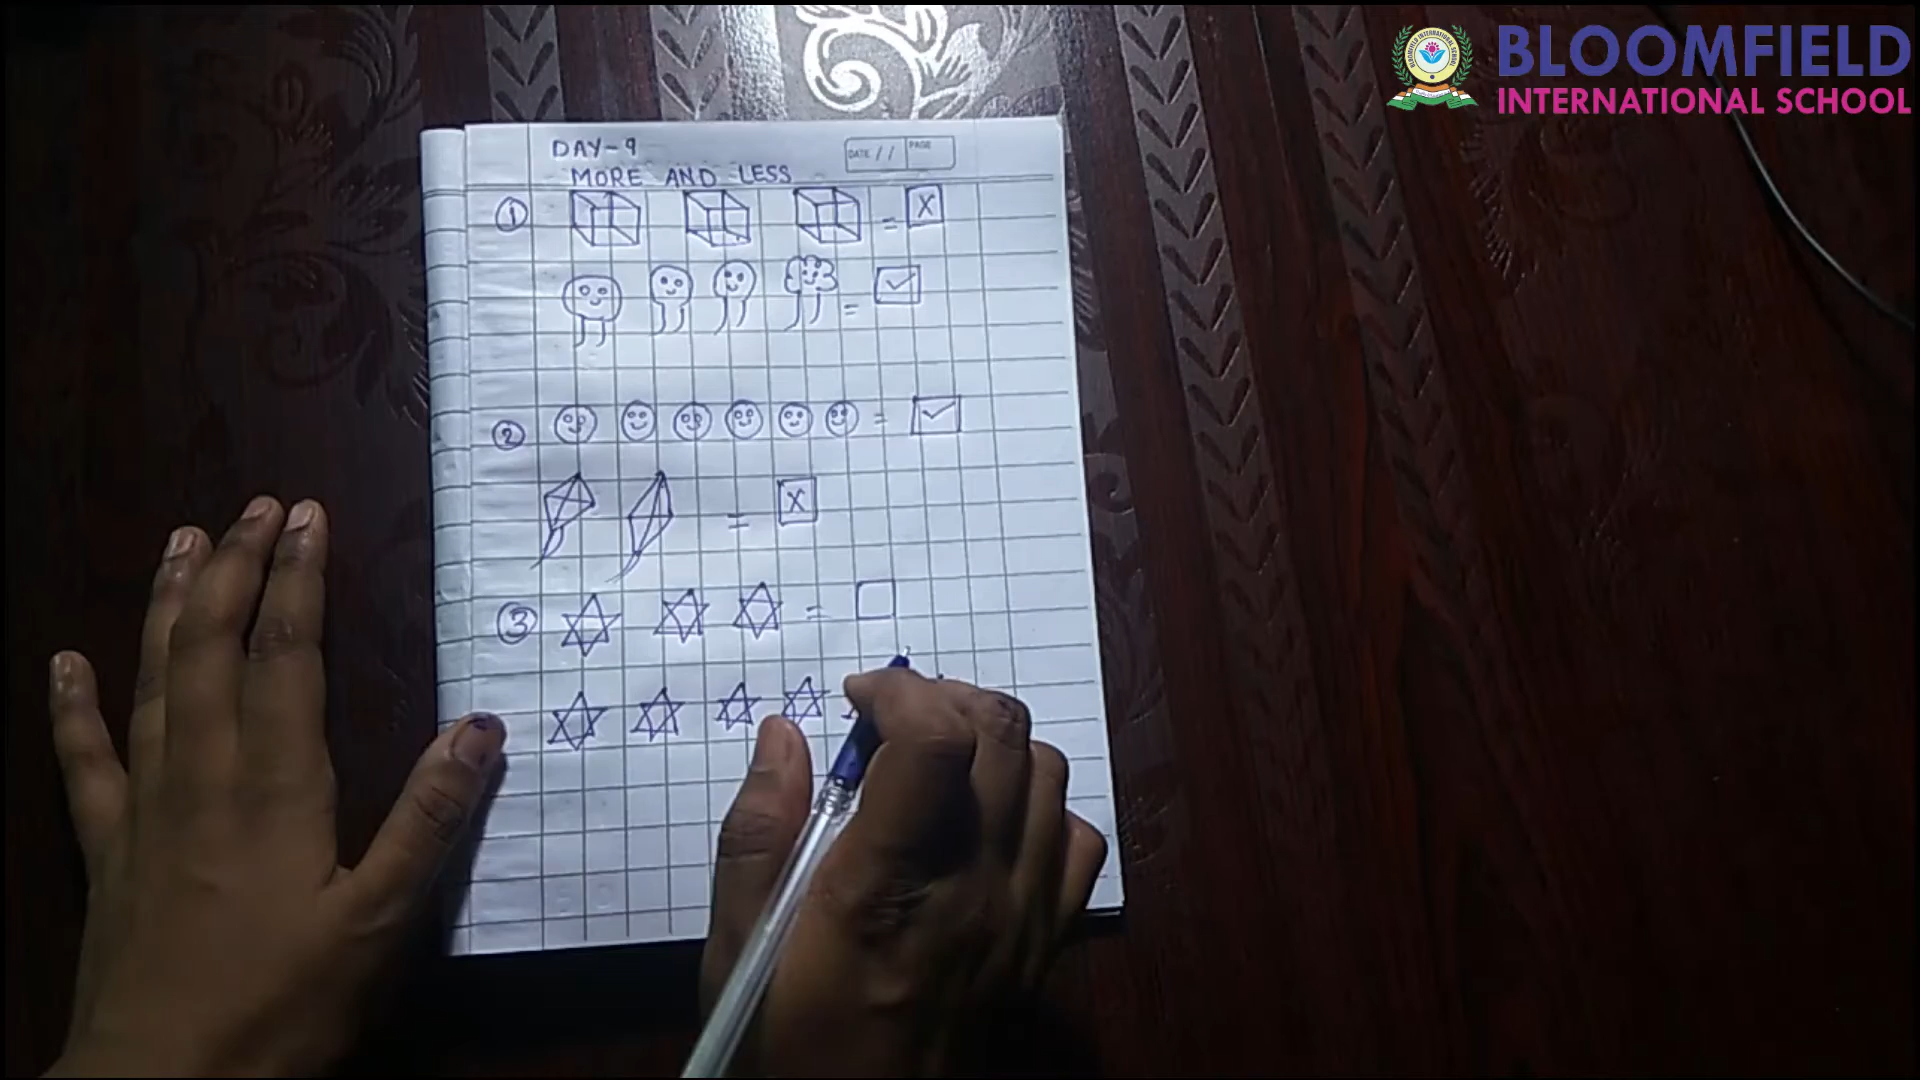 BLOOMFIELD
INTERNATIONAL SCHOOL
DAY-9
DATE / / PAGE
MORE AND LESS
1 = X
= ✓
2 = ✓
= X
3 =